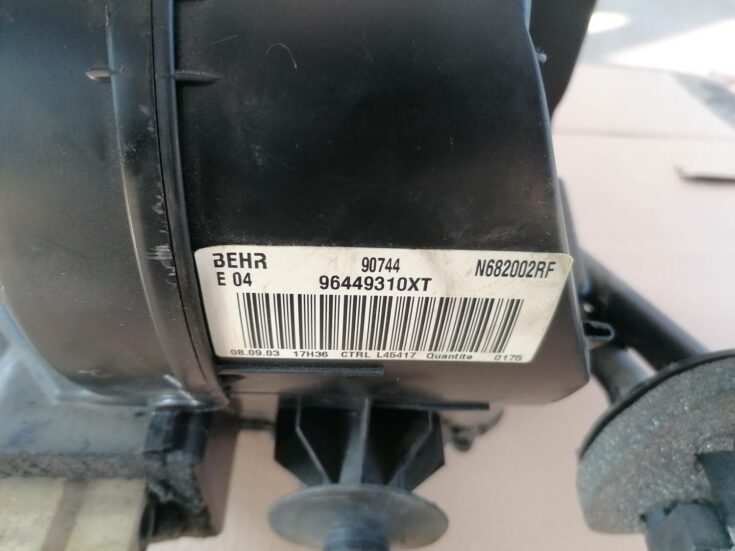 BEHR 90744 N682002RF
E 04 96449310XT
08.09.03 17H36 CTRL L45417 Quantite 0175